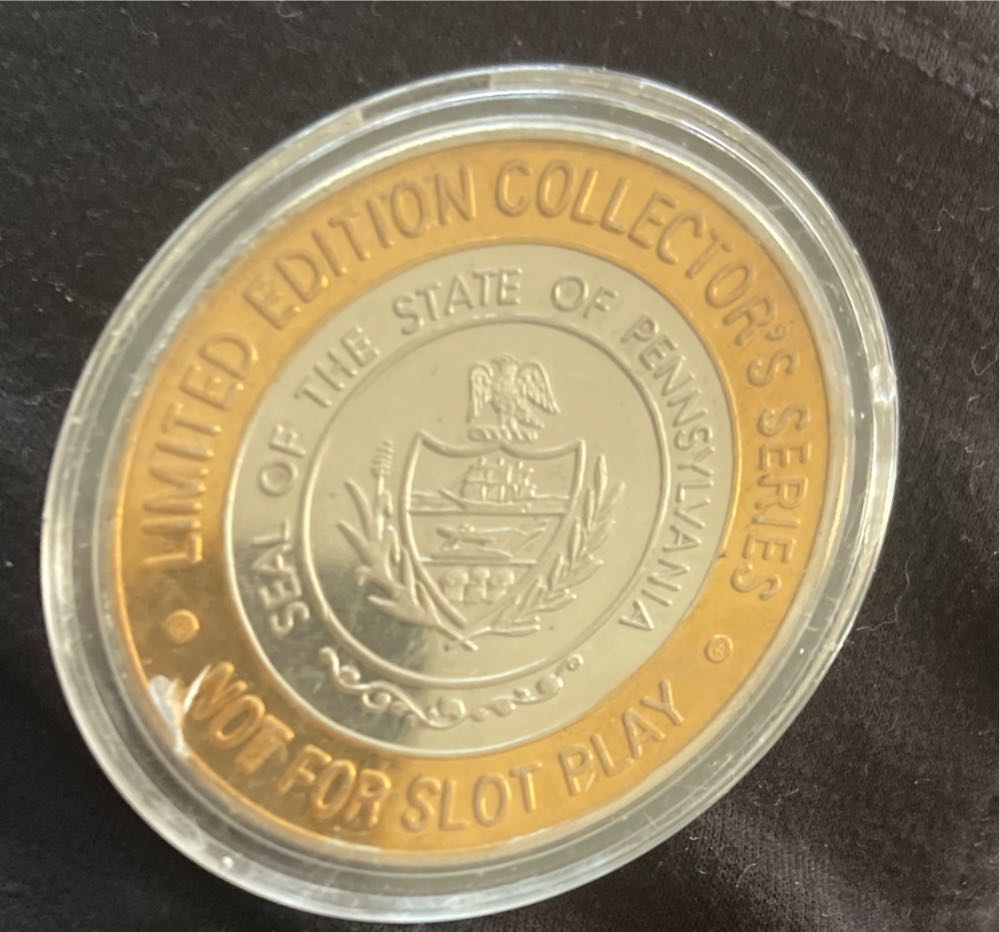 LIMITED EDITION COLLECTOR'S SERIES
SEAL OF THE STATE OF PENNSYLVANIA
NOT FOR SLOT PLAY